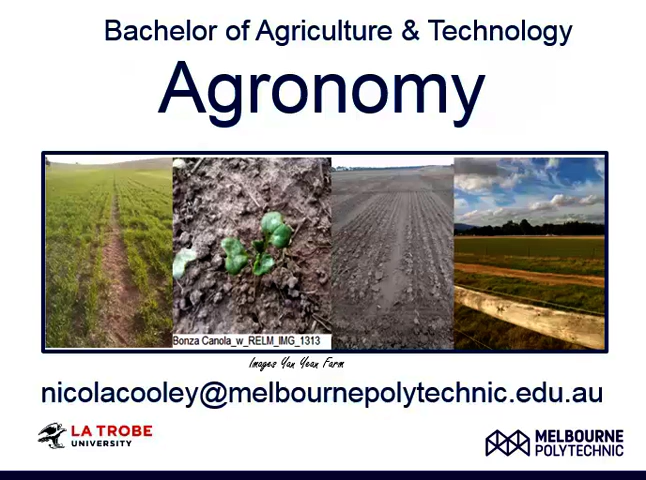 Bachelor of Agriculture & Technology
Agronomy
Bonza Canola_w_RELM_IMG_1313
Images Yan Yean Farm
nicolacooley@melbournepolytechnic.edu.au
LA TROBE
UNIVERSITY
MELBOURNE
POLYTECHNIC